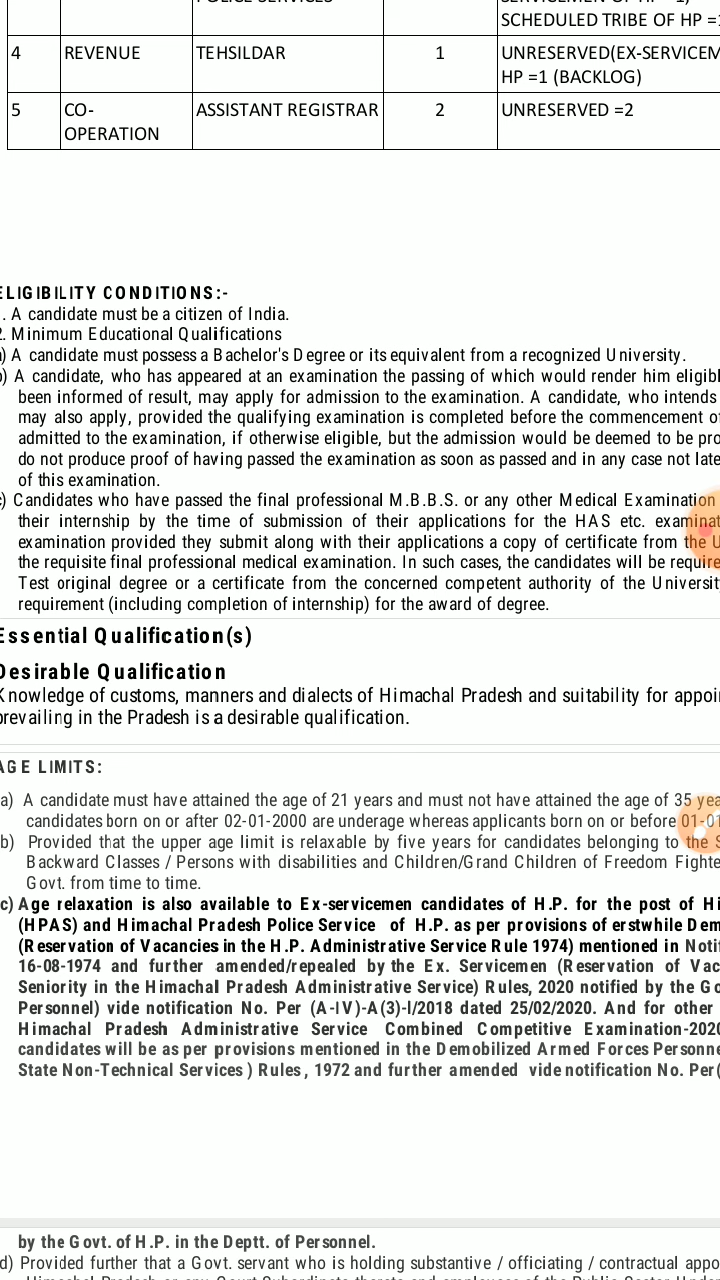 POLICE SERVICES
SERVICEMEN OF HP =1,
SCHEDULED TRIBE OF HP =1
4 REVENUE TEHSILDAR 1 UNRESERVED(EX-SERVICEM
HP =1 (BACKLOG)
5 CO- ASSISTANT REGISTRAR 2 UNRESERVED =2
OPERATION
ELIGIBILITY CONDITIONS:-
. A candidate must be a citizen of India.
2. Minimum Educational Qualifications
) A candidate must possess a Bachelor's Degree or its equivalent from a recognized University.
) A candidate, who has appeared at an examination the passing of which would render him eligibl
been informed of result, may apply for admission to the examination. A candidate, who intends
may also apply, provided the qualifying examination is completed before the commencement of
admitted to the examination, if otherwise eligible, but the admission would be deemed to be pro
do not produce proof of having passed the examination as soon as passed and in any case not late
of this examination.
c) Candidates who have passed the final professional M.B.B.S. or any other Medical Examination
their internship by the time of submission of their applications for the HAS etc. examinat
examination provided they submit along with their applications a copy of certificate from the U
the requisite final professional medical examination. In such cases, the candidates will be require
Test original degree or a certificate from the concerned competent authority of the University
requirement (including completion of internship) for the award of degree.
Essential Qualification(s)
Desirable Qualification
Knowledge of customs, manners and dialects of Himachal Pradesh and suitability for appoi
prevailing in the Pradesh is a desirable qualification.
AGE LIMITS:
a) A candidate must have attained the age of 21 years and must not have attained the age of 35 yea
candidates born on or after 02-01-2000 are underage whereas applicants born on or before 01-01
b) Provided that the upper age limit is relaxable by five years for candidates belonging to the S
Backward Classes / Persons with disabilities and Children/Grand Children of Freedom Fighte
Govt. from time to time.
c) Age relaxation is also available to Ex-servicemen candidates of H.P. for the post of Hi
(HPAS) and Himachal Pradesh Police Service of H.P. as per provisions of erstwhile Dem
(Reservation of Vacancies in the H.P. Administrative Service Rule 1974) mentioned in Notif
16-08-1974 and further amended/repealed by the Ex. Servicemen (Reservation of Vac
Seniority in the Himachal Pradesh Administrative Service) Rules, 2020 notified by the Go
Personnel) vide notification No. Per (A-IV)-A(3)-I/2018 dated 25/02/2020. And for other
Himachal Pradesh Administrative Service Combined Competitive Examination-2020
candidates will be as per provisions mentioned in the Demobilized Armed Forces Personne
State Non-Technical Services ) Rules, 1972 and further amended vide notification No. Per(
by the Govt. of H.P. in the Deptt. of Personnel.
d) Provided further that a Govt. servant who is holding substantive / officiating / contractual appo